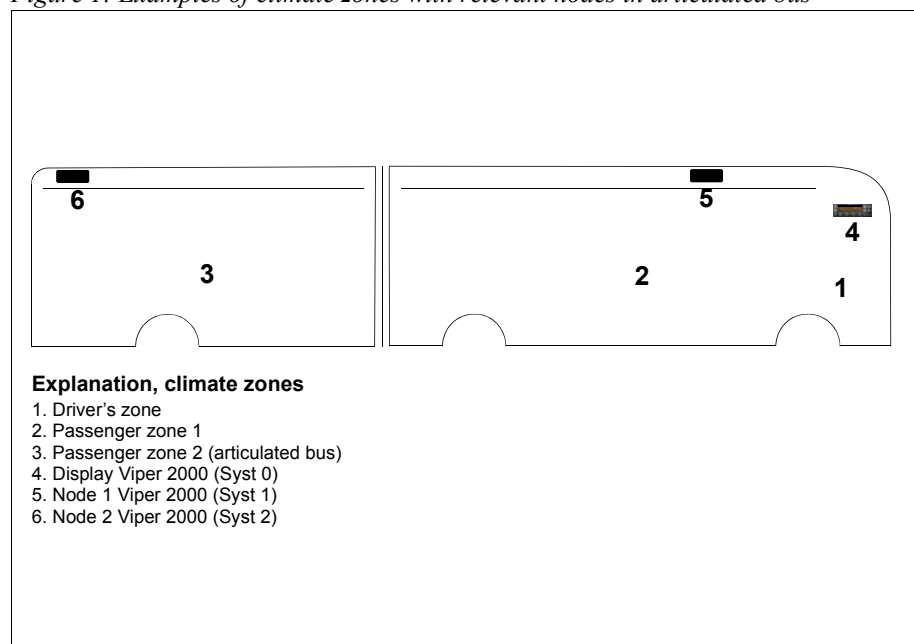 Figure 1. Examples of climate zones with relevant nodes in articulated bus
6
5
4
3
2
1
Explanation, climate zones
1. Driver's zone
2. Passenger zone 1
3. Passenger zone 2 (articulated bus)
4. Display Viper 2000 (Syst 0)
5. Node 1 Viper 2000 (Syst 1)
6. Node 2 Viper 2000 (Syst 2)